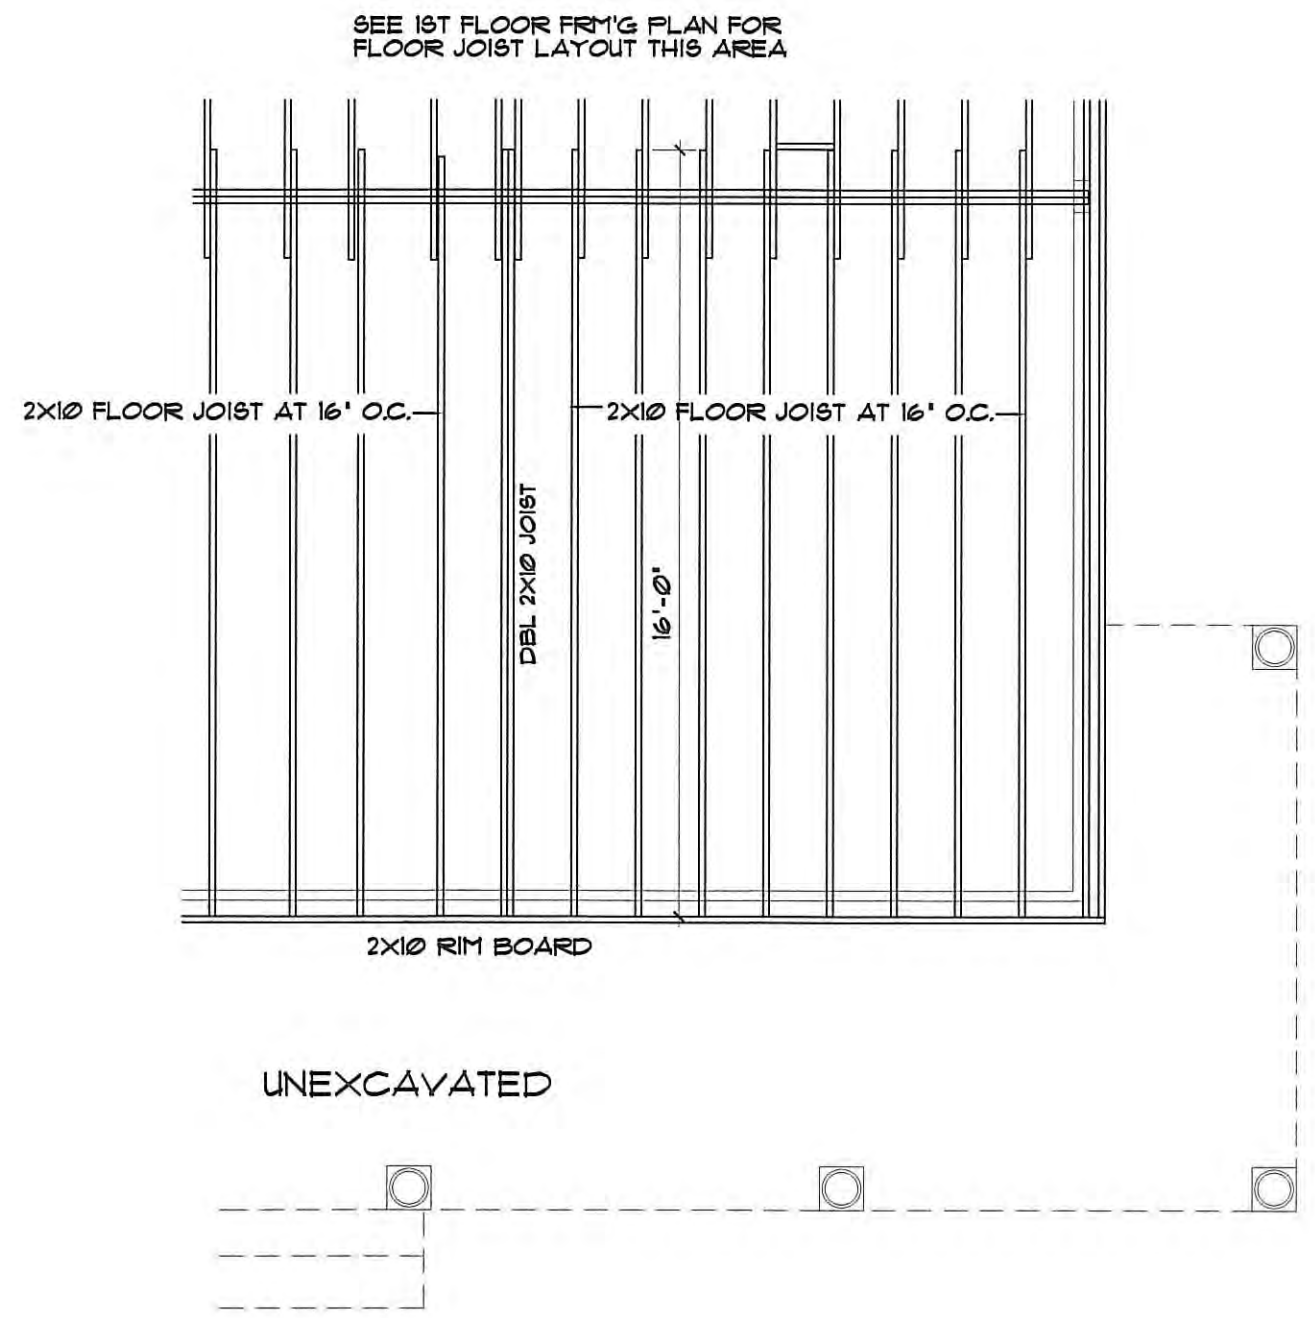 SEE 1ST FLOOR FRM'G PLAN FOR
FLOOR JOIST LAYOUT THIS AREA
2X10 FLOOR JOIST AT 16" O.C.
2X10 FLOOR JOIST AT 16" O.C.
DBL 2X10 JOIST
16'-0"
2X10 RIM BOARD
UNEXCAVATED